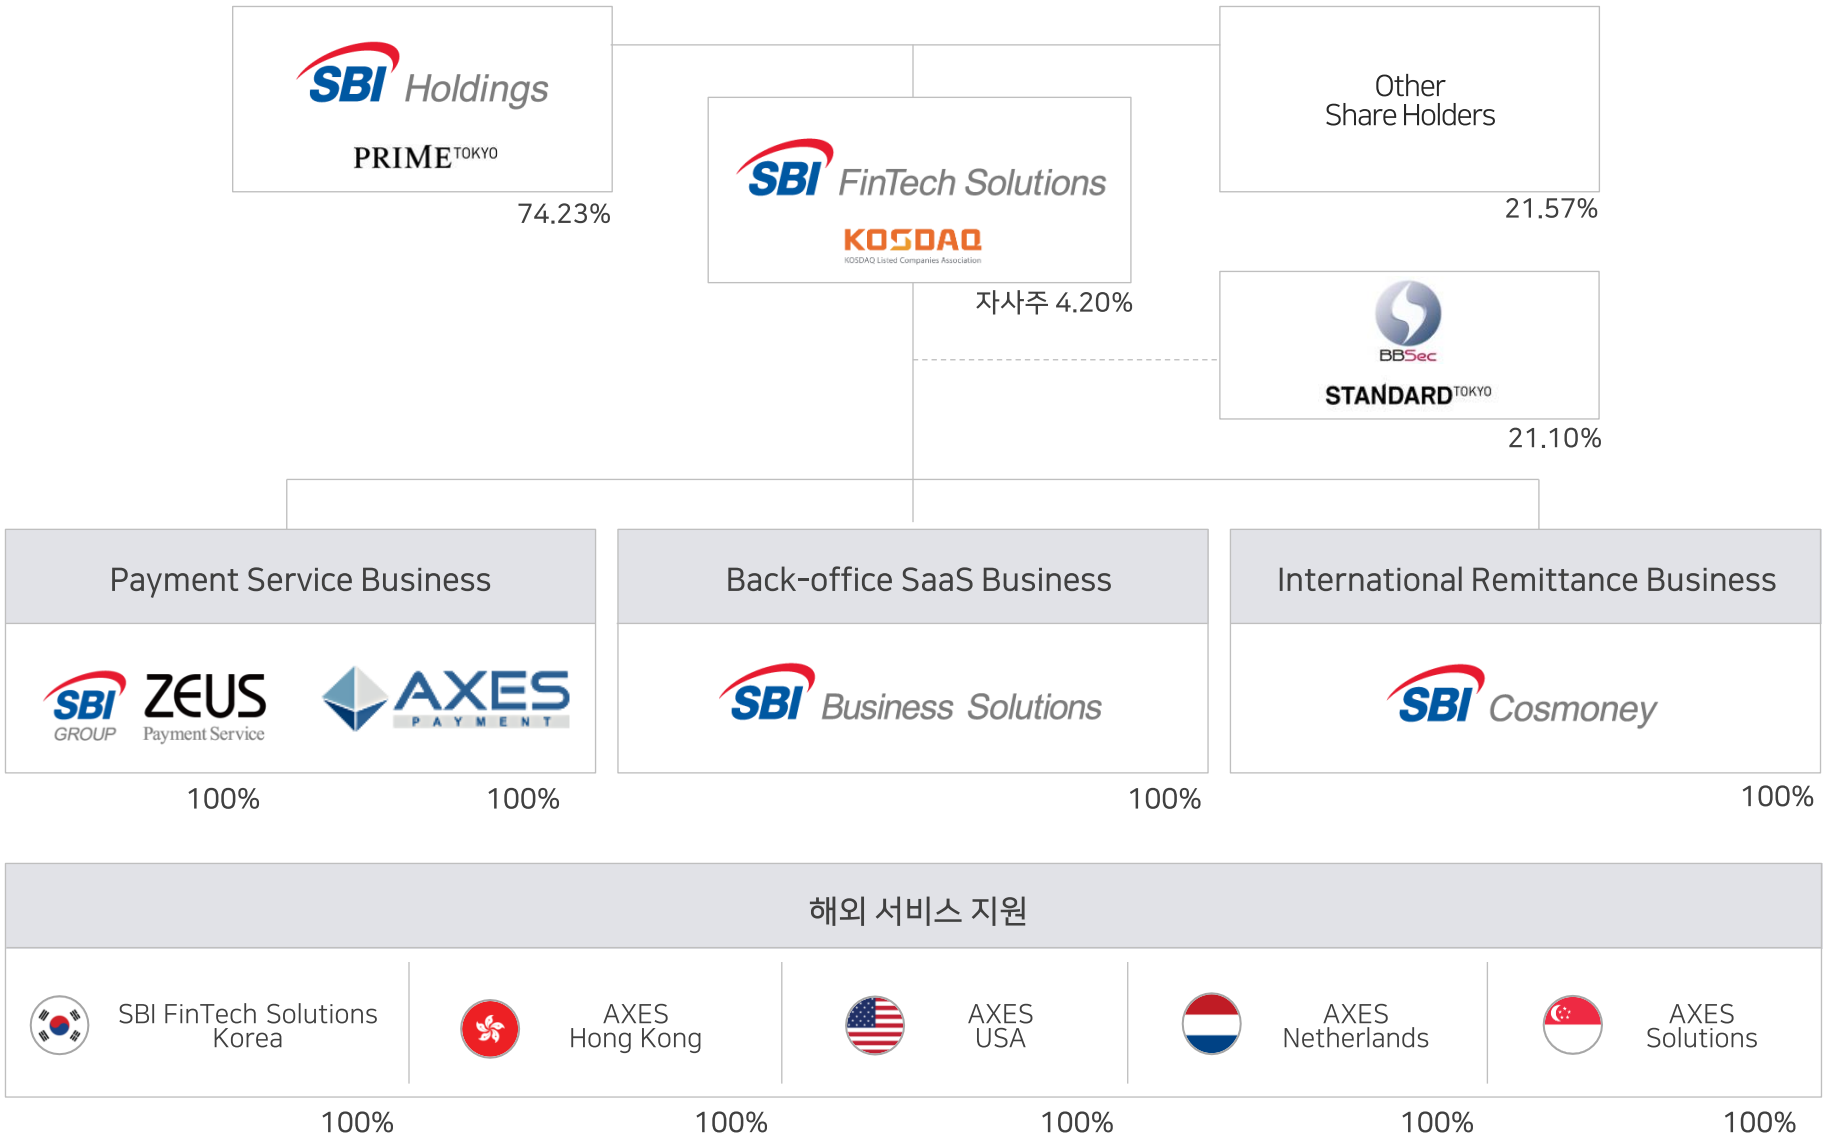 SBI Holdings
PRIME TOKYO
74.23%
SBI FinTech Solutions
KOSDAQ
KOSDAQ Listed Companies Association
자사주 4.20%
Other
Share Holders
21.57%
BBSec
STANDARD TOKYO
21.10%
Payment Service Business
SBI
GROUP
ZEUS
Payment Service
AXES
PAYMENT
100%
100%
Back-office SaaS Business
SBI Business Solutions
100%
International Remittance Business
SBI Cosmoney
100%
해외 서비스 지원
SBI FinTech Solutions
Korea
100%
AXES
Hong Kong
100%
AXES
USA
100%
AXES
Netherlands
100%
AXES
Solutions
100%